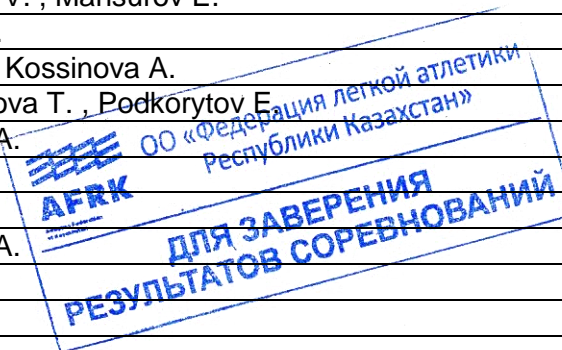 V. , Mansurov E.
Kossinova A.
ova T. , Podkorytov E.
A.
ОО «Федерация легкой атлетики
Республики Казахстан»
AFRK
A.
ДЛЯ ЗАВЕРЕНИЯ
РЕЗУЛЬТАТОВ СОРЕВНОВАНИЙ